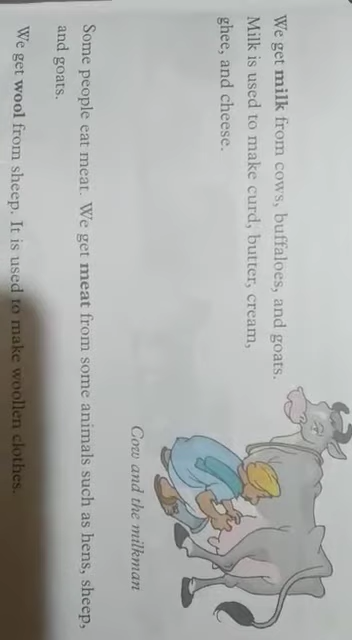 We get milk from cows, buffaloes, and goats.
Milk is used to make curd, butter, cream,
ghee, and cheese.
Cow and the milkman
Some people eat meat. We get meat from some animals such as hens, sheep,
and goats.
We get wool from sheep. It is used to make woollen clothes.